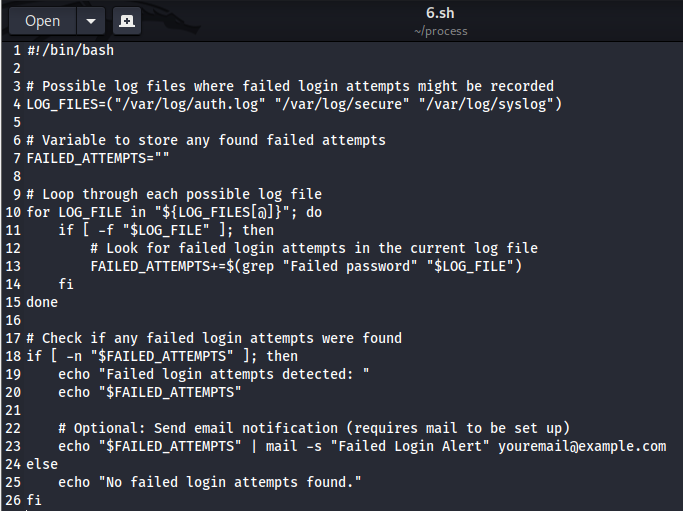 Open
6.sh
~/process
1 #!/bin/bash
2
3 # Possible log files where failed login attempts might be recorded
4 LOG_FILES=("/var/log/auth.log" "/var/log/secure" "/var/log/syslog")
5
6 # Variable to store any found failed attempts
7 FAILED_ATTEMPTS=""
8
9 # Loop through each possible log file
10 for LOG_FILE in "${LOG_FILES[@]}"; do
11     if [ -f "$LOG_FILE" ]; then
12         # Look for failed login attempts in the current log file
13         FAILED_ATTEMPTS+=$(grep "Failed password" "$LOG_FILE")
14     fi
15 done
16
17 # Check if any failed login attempts were found
18 if [ -n "$FAILED_ATTEMPTS" ]; then
19     echo "Failed login attempts detected: "
20     echo "$FAILED_ATTEMPTS"
21
22     # Optional: Send email notification (requires mail to be set up)
23     echo "$FAILED_ATTEMPTS" | mail -s "Failed Login Alert" youremail@example.com
24 else
25     echo "No failed login attempts found."
26 fi